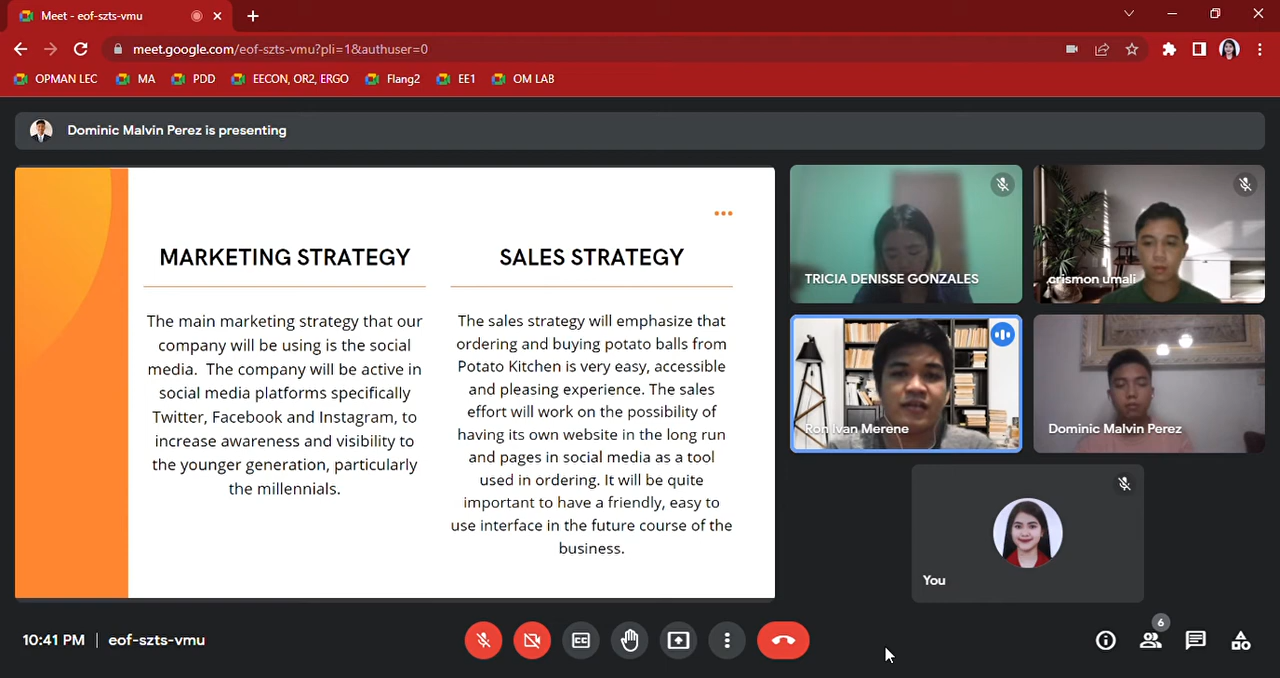 Meet - eof-szts-vmu
meet.google.com/eof-szts-vmu?pli=1&authuser=0
OPMAN LEC MA PDD EECON, OR2, ERGO Flang2 EE1 OM LAB
Dominic Malvin Perez is presenting
MARKETING STRATEGY
The main marketing strategy that our
company will be using is the social
media. The company will be active in
social media platforms specifically
Twitter, Facebook and Instagram, to
increase awareness and visibility to
the younger generation, particularly
the millennials.
SALES STRATEGY
The sales strategy will emphasize that
ordering and buying potato balls from
Potato Kitchen is very easy, accessible
and pleasing experience. The sales
effort will work on the possibility of
having its own website in the long run
and pages in social media as a tool
used in ordering. It will be quite
important to have a friendly, easy to
use interface in the future course of the
business.
TRICIA DENISSE GONZALES
crismon umali
Ron Ivan Merene
Dominic Malvin Perez
You
10:41 PM | eof-szts-vmu
CC
6